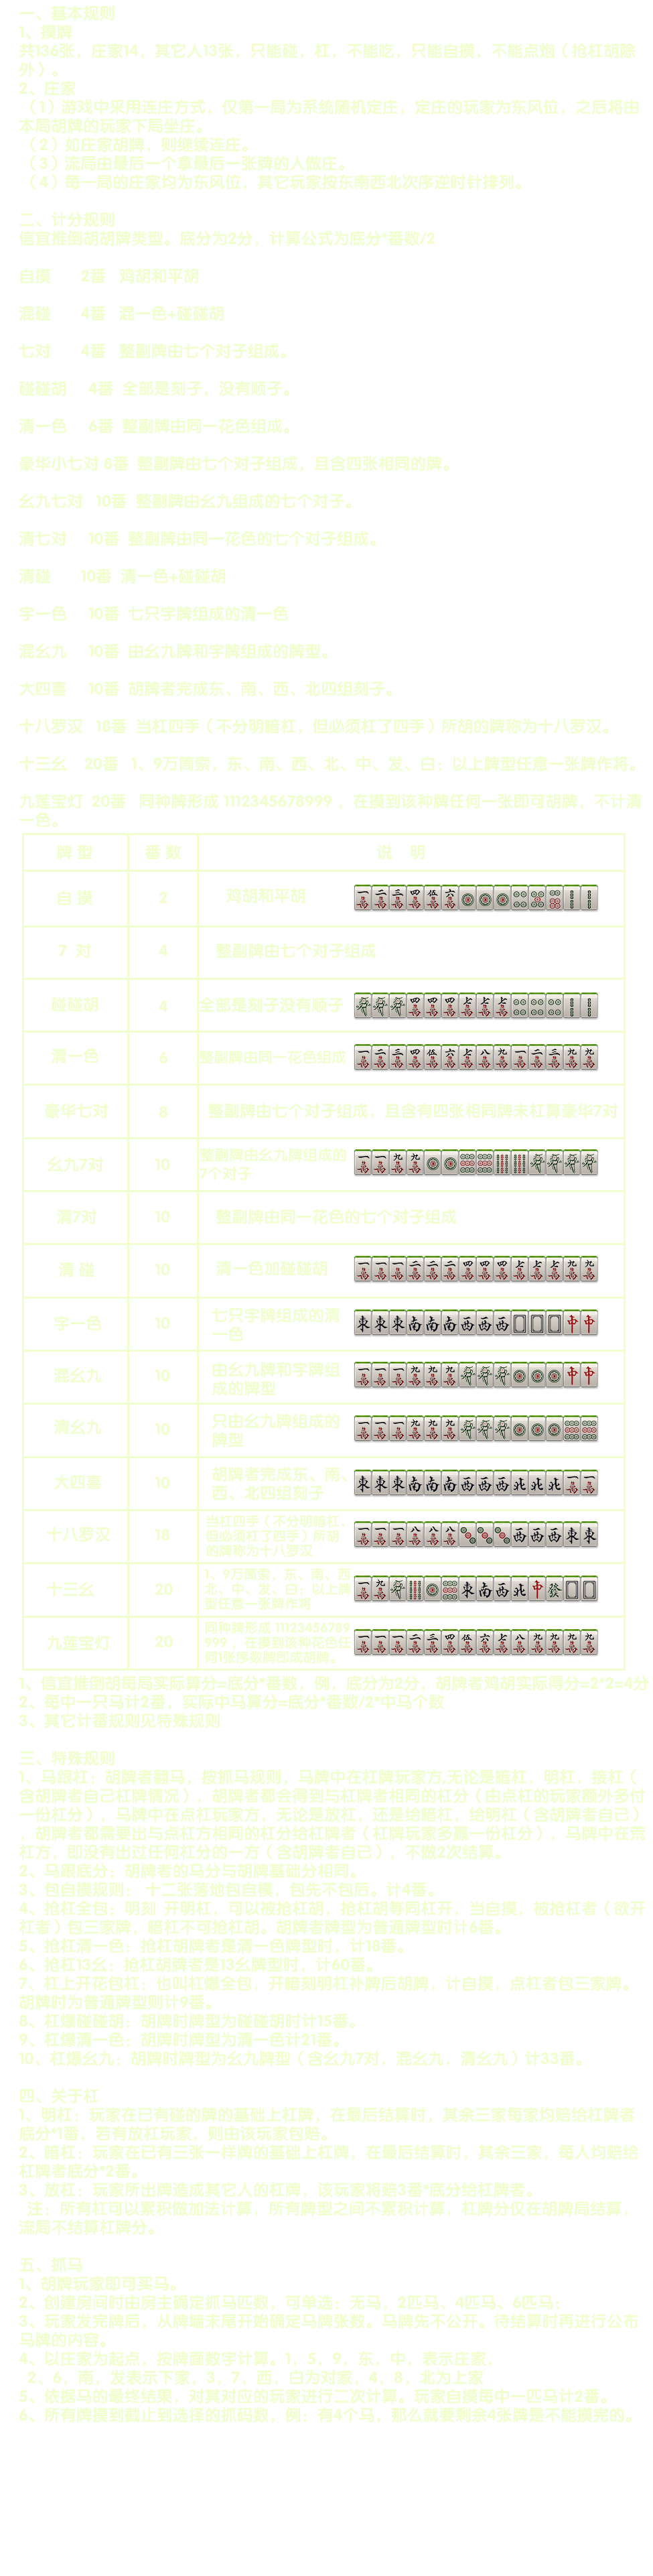 一、基本规则
1、摸牌
共136张，庄家14，其它人13张，只能碰，杠，不能吃，只能自摸，不能点炮（抢杠胡除
外）。
2、庄家
（1）游戏中采用连庄方式，仅第一局为系统随机定庄，定庄的玩家为东风位，之后将由
本局胡牌的玩家下局坐庄。
（2）如庄家胡牌，则继续连庄。
（3）流局由最后一个拿最后一张牌的人做庄。
（4）每一局的庄家均为东风位，其它玩家按东南西北次序逆时针排列。
二、计分规则
信宜推倒胡胡牌类型。底分为2分，计算公式为底分*番数/2
自摸 2番 鸡胡和平胡
混碰 4番 混一色+碰碰胡
七对 4番 整副牌由七个对子组成。
碰碰胡 4番 全部是刻子，没有顺子。
清一色 6番 整副牌由同一花色组成。
豪华小七对 8番 整副牌由七个对子组成，且含四张相同的牌。
幺九七对 10番 整副牌由幺九组成的七个对子。
清七对 10番 整副牌由同一花色的七个对子组成。
清碰 10番 清一色+碰碰胡
字一色 10番 七只字牌组成的清一色
混幺九 10番 由幺九牌和字牌组成的牌型。
大四喜 10番 胡牌者完成东、南、西、北四组刻子。
十八罗汉 18番 当杠四手（不分明暗杠，但必须杠了四手）所胡的牌称为十八罗汉。
十三幺 20番 1、9万筒索，东、南、西、北、中、发、白；以上牌型任意一张牌作将。
九莲宝灯 20番 同种牌形成 1112345678999 ，在摸到该种牌任何一张即可胡牌，不计清
一色。
牌 型 番 数 说 明
自 摸 2 鸡胡和平胡
7 对 4 整副牌由七个对子组成
碰碰胡 4 全部是刻子没有顺子
清一色 6 整副牌由同一花色组成
豪华七对 8 整副牌由七个对子组成，且含有四张相同牌未杠算豪华7对
幺九7对 10 整副牌由幺九牌组成的
7个对子
清7对 10 整副牌由同一花色的七个对子组成
清 碰 10 清一色加碰碰胡
字一色 10 七只字牌组成的清
一色
混幺九 10 由幺九牌和字牌组
成的牌型
清幺九 10 只由幺九牌组成的
牌型
大四喜 10 胡牌者完成东、南、
西、北四组刻子
十八罗汉 18 当杠四手（不分明暗杠，
但必须杠了四手）所胡
的牌称为十八罗汉
十三幺 20 1、9万筒索，东、南、西
北、中、发、白；以上牌
型任意一张牌作将
九莲宝灯 20 同种牌形成 11123456789
999 ，在摸到该种花色任
何1张序数牌即成胡牌。
1、信宜推倒胡每局实际算分=底分*番数，例，底分为2分，胡牌者鸡胡实际得分=2*2=4分
2、每中一只马计2番，实际中马算分=底分*番数/2*中马个数
3、其它计番规则见特殊规则
三、特殊规则
1、马跟杠：胡牌者翻马，按抓马规则，马牌中在杠牌玩家方,无论是暗杠，明杠，接杠（
含胡牌者自己杠牌情况），胡牌者都会得到与杠牌者相同的杠分（由点杠的玩家额外多付
一份杠分），马牌中在点杠玩家方，无论是放杠，还是给暗杠，给明杠（含胡牌者自己）
，胡牌者都需要出与点杠方相同的杠分给杠牌者（杠牌玩家多赢一份杠分），马牌中在荒
杠方，即没有出过任何杠分的一方（含胡牌者自己），不做2次结算。
2、马跟底分：胡牌者的马分与胡牌基础分相同。
3、包自摸规则： 十二张落地包自摸，包先不包后。计4番。
4、抢杠全包：明刻 开明杠，可以被抢杠胡，抢杠胡等同杠开，当自摸，被抢杠者（放开
杠者）包三家牌，暗杠不可抢杠胡。胡牌者牌型为普通牌型时计6番。
5、抢杠清一色：抢杠胡牌者是清一色牌型时，计18番。
6、抢杠13幺：抢杠胡牌者是13幺牌型时，计60番。
7、杠上开花包杠：也叫杠爆全包，开暗刻明杠补牌后胡牌，计自摸，点杠者包三家牌。
胡牌时为普通牌型则计9番。
8、杠爆碰碰胡：胡牌时牌型为碰碰胡时计15番。
9、杠爆清一色：胡牌时牌型为清一色计21番。
10、杠爆幺九：胡牌时牌型为幺九牌型（含幺九7对，混幺九，清幺九）计33番。
四、关于杠
1、明杠：玩家在已有碰的牌的基础上杠牌，在最后结算时，其余三家每家均赔给杠牌者
底分*1番，若有放杠玩家，则由该玩家包赔。
2、暗杠：玩家在已有三张一样牌的基础上杠牌，在最后结算时，其余三家，每人均赔给
杠牌者底分*2番。
3、放杠：玩家所出牌造成其它人的杠牌，该玩家将赔3番*底分给杠牌者。
注：所有杠可以累积做加法计算，所有牌型之间不累积计算，杠牌分仅在胡牌局结算，
流局不结算杠牌分。
五、抓马
1、胡牌玩家即可买马。
2、创建房间时由房主确定抓马匹数，可单选：无马，2匹马、4匹马、6匹马；
3、玩家发完牌后，从牌墙末尾开始确定马牌张数。马牌先不公开。待结算时再进行公布
马牌的内容。
4、以庄家为起点，按牌面数字计算。1，5，9，东，中，表示庄家，
2、6，南，发表示下家，3，7，西，白为对家，4，8，北为上家
5、依据马的最终结果，对其对应的玩家进行二次计算。玩家自摸每中一匹马计2番。
6、所有牌摸到截止到选择的抓码数，例：有4个马，那么就要剩余4张牌是不能摸完的。